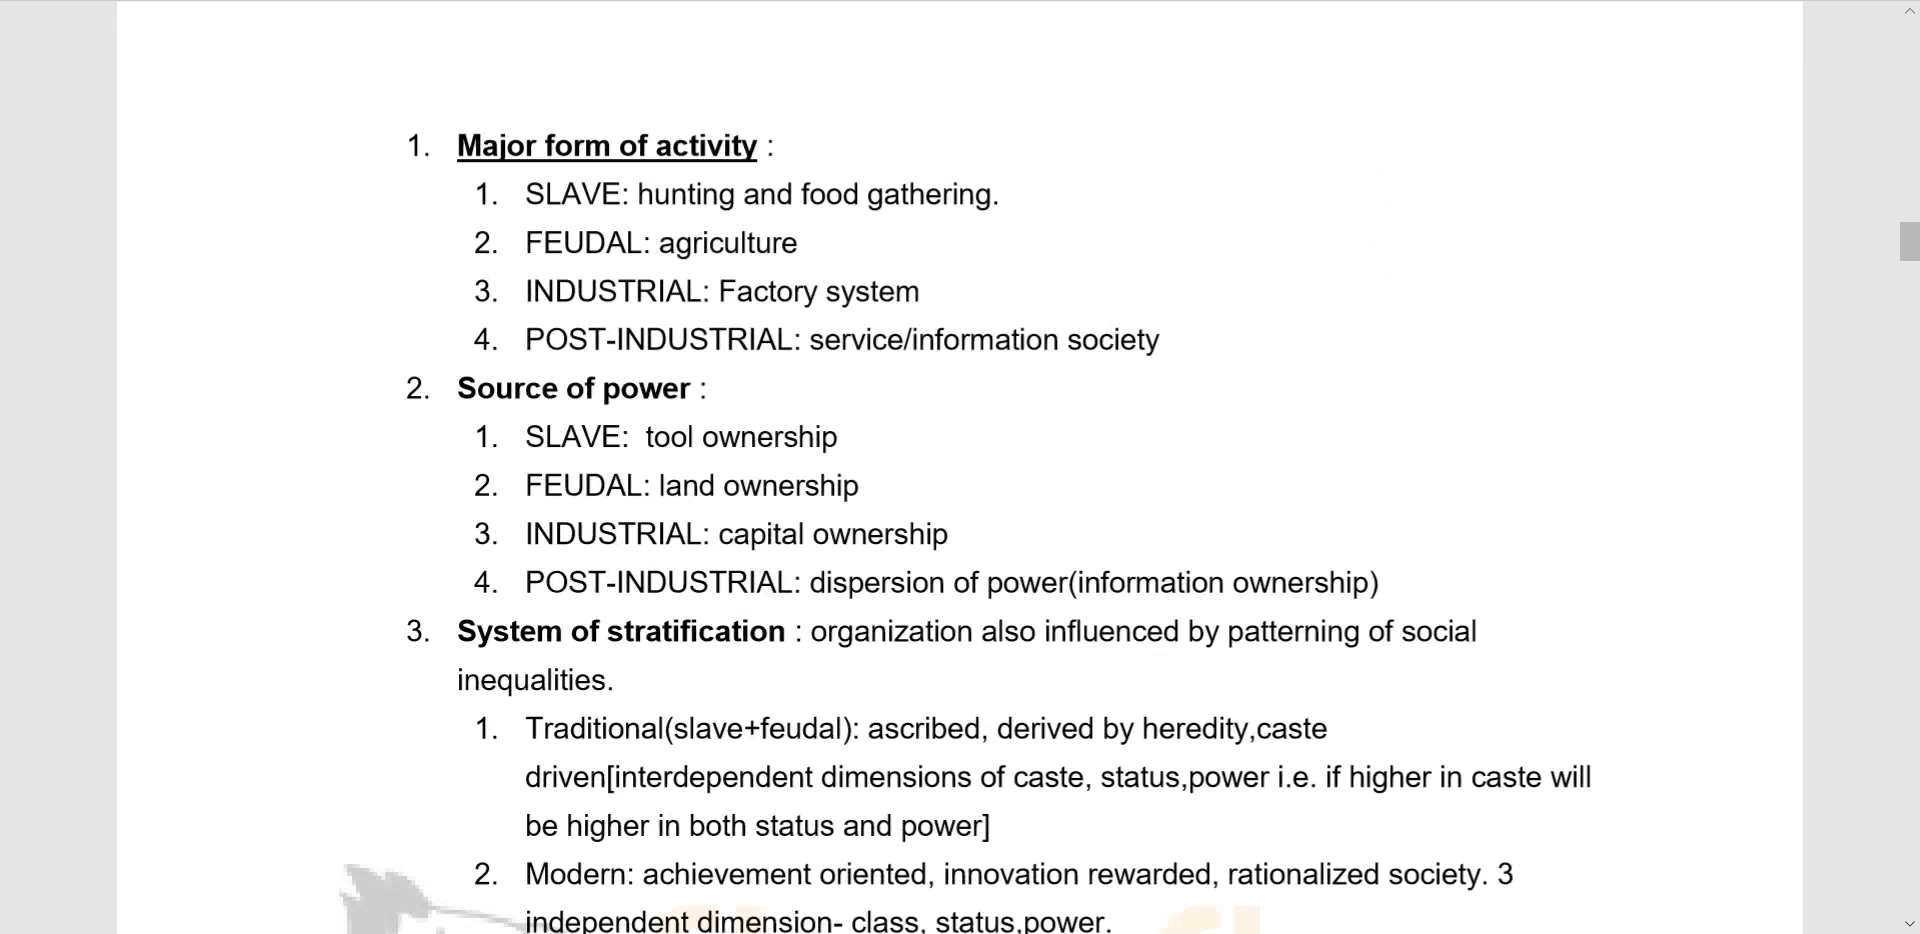 1. Major form of activity :
1. SLAVE: hunting and food gathering.
2. FEUDAL: agriculture
3. INDUSTRIAL: Factory system
4. POST-INDUSTRIAL: service/information society
2. Source of power :
1. SLAVE:  tool ownership
2. FEUDAL: land ownership
3. INDUSTRIAL: capital ownership
4. POST-INDUSTRIAL: dispersion of power(information ownership)
3. System of stratification : organization also influenced by patterning of social
inequalities.
1. Traditional(slave+feudal): ascribed, derived by heredity,caste
driven[interdependent dimensions of caste, status,power i.e. if higher in caste will
be higher in both status and power]
2. Modern: achievement oriented, innovation rewarded, rationalized society. 3
independent dimension- class, status,power.